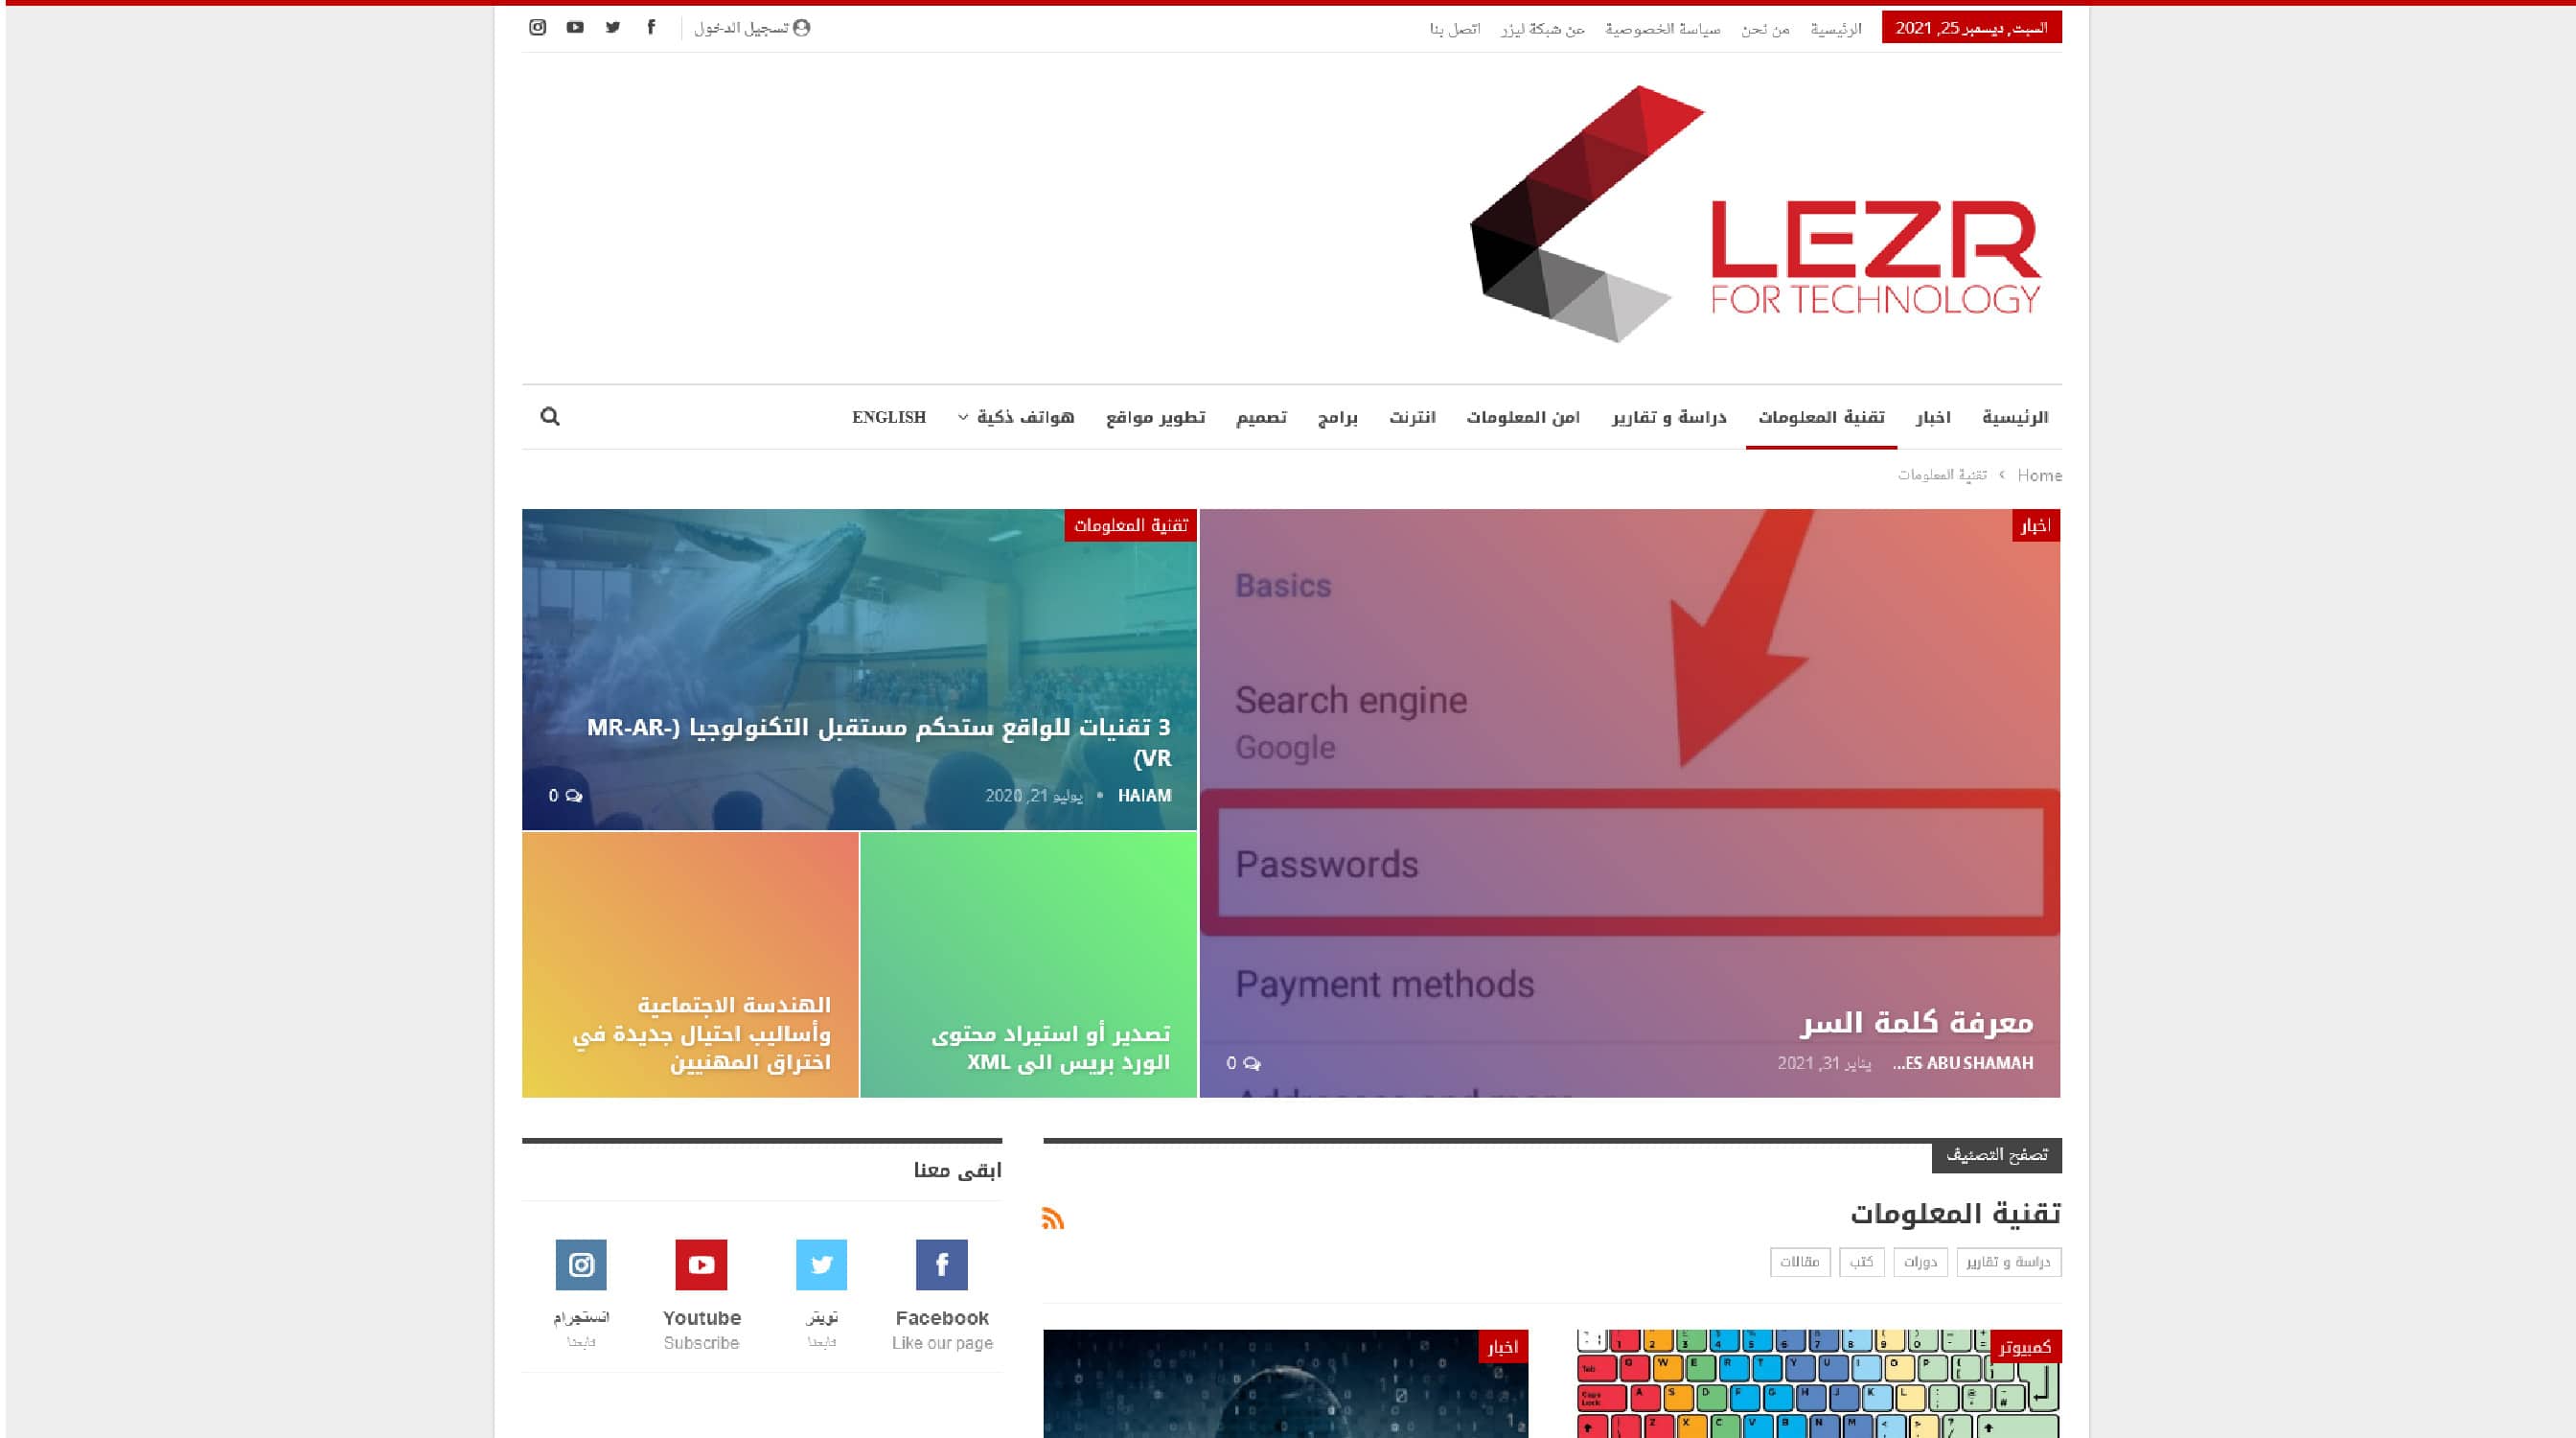 السبت, ديسمبر 25, 2021
الرئيسية
من نحن
سياسة الخصوصية
عن شبكة ليزر
اتصل بنا
تسجيل الدخول
LEZR
FOR TECHNOLOGY
الرئيسية
اخبار
تقنية المعلومات
دراسة و تقارير
امن المعلومات
انترنت
برامج
تصميم
تطوير مواقع
هواتف ذكية
ENGLISH
Home › تقنية المعلومات
اخبار
Basics
Search engine
Google
Passwords
Payment methods
معرفة كلمة السر
...ES ABU SHAMAH
يناير 31, 2021
0
تقنية المعلومات
3 تقنيات للواقع ستحكم مستقبل التكنولوجيا (MR-AR-
VR)
HAIAM • يوليو 21, 2020
0
تصدير أو استيراد محتوى
الورد بريس الى XML
الهندسة الاجتماعية
وأساليب احتيال جديدة في
اختراق المهنيين
تصفح التصنيف
تقنية المعلومات
دراسة و تقارير
دورات
كتب
مقالات
كمبيوتر
اخبار
ابقى معنا
Facebook
Like our page
تويتر
تابعنا
Youtube
Subscribe
انستجرام
تابعنا